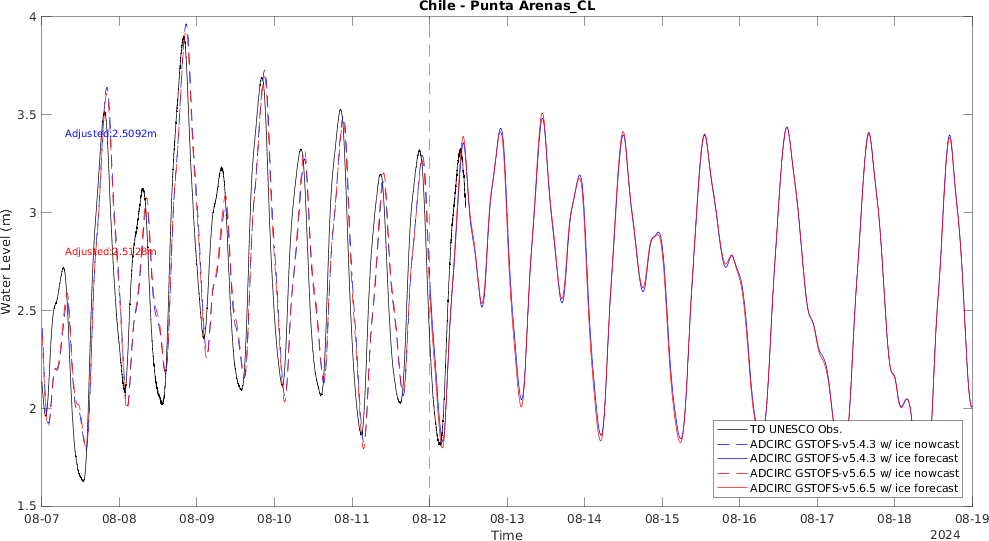 Chile - Punta Arenas_CL
4
3.5
3
2.5
2
1.5
Water Level (m)
Adjusted:2.5092m
Adjusted:2.5128m
TD UNESCO Obs.
ADCIRC GSTOFS-v5.4.3 w/ ice nowcast
ADCIRC GSTOFS-v5.4.3 w/ ice forecast
ADCIRC GSTOFS-v5.6.5 w/ ice nowcast
ADCIRC GSTOFS-v5.6.5 w/ ice forecast
08-07 08-08 08-09 08-10 08-11 08-12 08-13 08-14 08-15 08-16 08-17 08-18 08-19
Time
2024